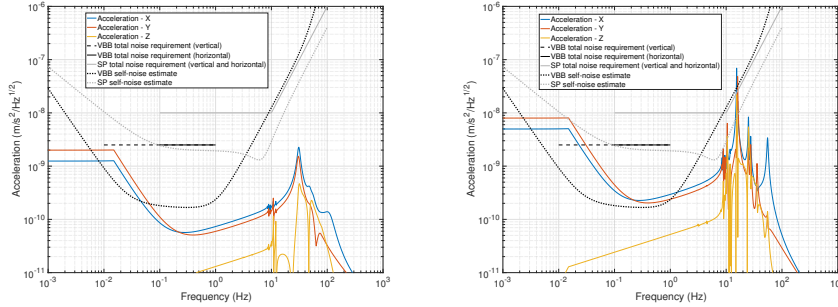 10^-6
10^-7
10^-8
10^-9
10^-10
10^-11
Acceleration (m/s^2/Hz^1/2)
Acceleration - X
Acceleration - Y
Acceleration - Z
VBB total noise requirement (vertical)
VBB total noise requirement (horizontal)
SP total noise requirement (vertical and horizontal)
VBB self-noise estimate
SP self-noise estimate
10^-3
10^-2
10^-1
10^0
10^1
10^2
10^3
Frequency (Hz)
10^-6
10^-7
10^-8
10^-9
10^-10
10^-11
Acceleration (m/s^2/Hz^1/2)
Acceleration - X
Acceleration - Y
Acceleration - Z
VBB total noise requirement (vertical)
VBB total noise requirement (horizontal)
SP total noise requirement (vertical and horizontal)
VBB self-noise estimate
SP self-noise estimate
10^-3
10^-2
10^-1
10^0
10^1
10^2
10^3
Frequency (Hz)